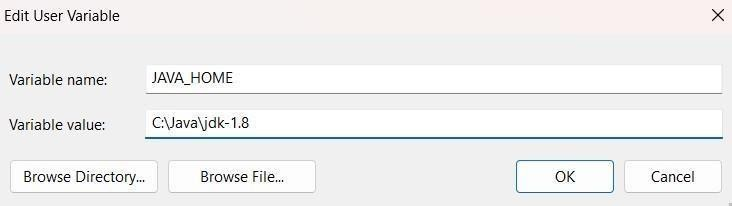 Edit User Variable
Variable name: JAVA_HOME
Variable value: C:\Java\jdk-1.8
Browse Directory... Browse File... OK Cancel